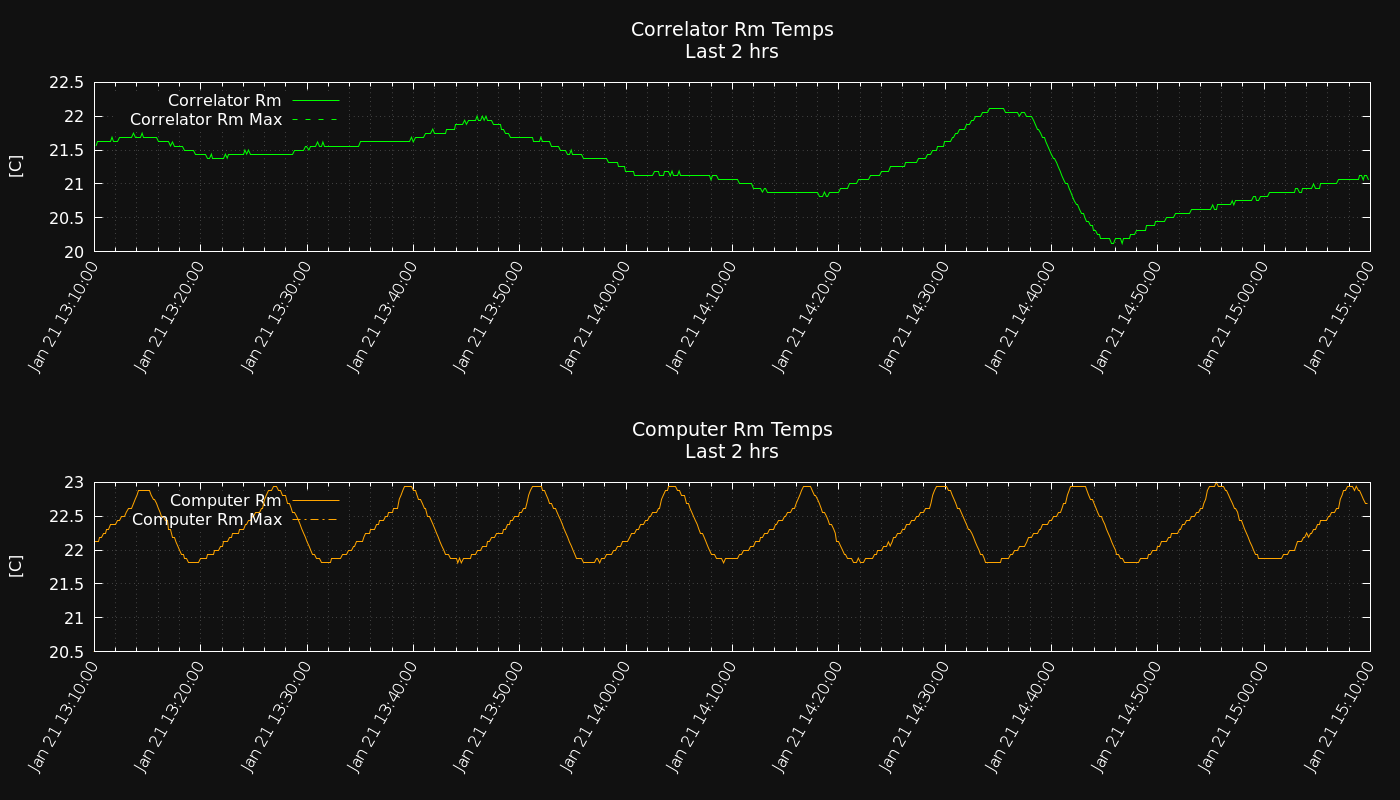 Correlator Rm Temps
Last 2 hrs
22.5
22
21.5
21
20.5
20
[C]
Correlator Rm
Correlator Rm Max
Jan 21 13:10:00
Jan 21 13:20:00
Jan 21 13:30:00
Jan 21 13:40:00
Jan 21 13:50:00
Jan 21 14:00:00
Jan 21 14:10:00
Jan 21 14:20:00
Jan 21 14:30:00
Jan 21 14:40:00
Jan 21 14:50:00
Jan 21 15:00:00
Jan 21 15:10:00
Computer Rm Temps
Last 2 hrs
23
22.5
22
21.5
21
20.5
[C]
Computer Rm
Computer Rm Max
Jan 21 13:10:00
Jan 21 13:20:00
Jan 21 13:30:00
Jan 21 13:40:00
Jan 21 13:50:00
Jan 21 14:00:00
Jan 21 14:10:00
Jan 21 14:20:00
Jan 21 14:30:00
Jan 21 14:40:00
Jan 21 14:50:00
Jan 21 15:00:00
Jan 21 15:10:00